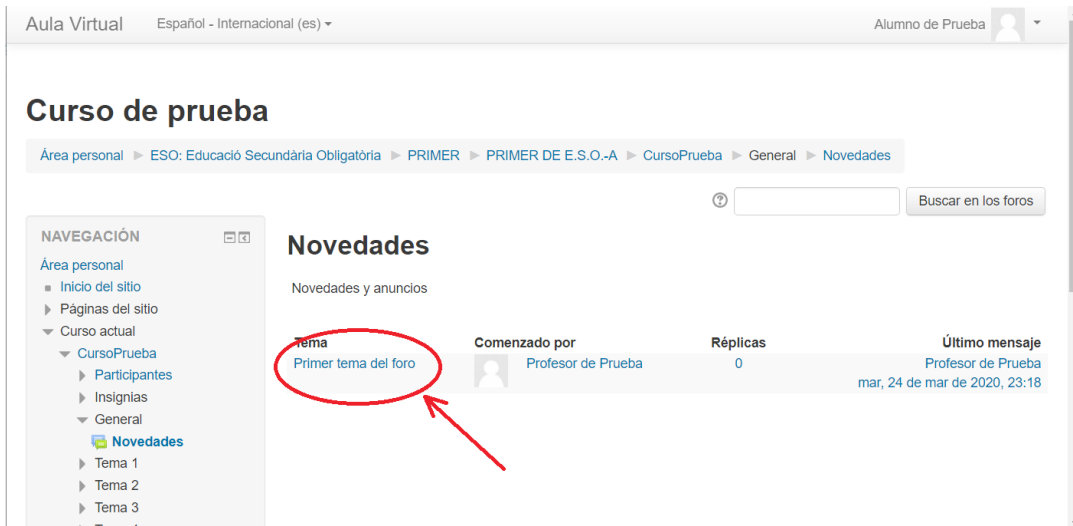 Aula Virtual Español - Internacional (es) Alumno de Prueba
Curso de prueba
Área personal ESO: Educació Secundària Obligatòria PRIMER PRIMER DE E.S.O.-A CursoPrueba General Novedades
Buscar en los foros
NAVEGACIÓN
Área personal
Inicio del sitio
Páginas del sitio
Curso actual
CursoPrueba
Participantes
Insignias
General
Novedades
Tema 1
Tema 2
Tema 3
Novedades
Novedades y anuncios
Tema Comenzado por Réplicas Último mensaje
Primer tema del foro Profesor de Prueba 0 Profesor de Prueba
mar, 24 de mar de 2020, 23:18